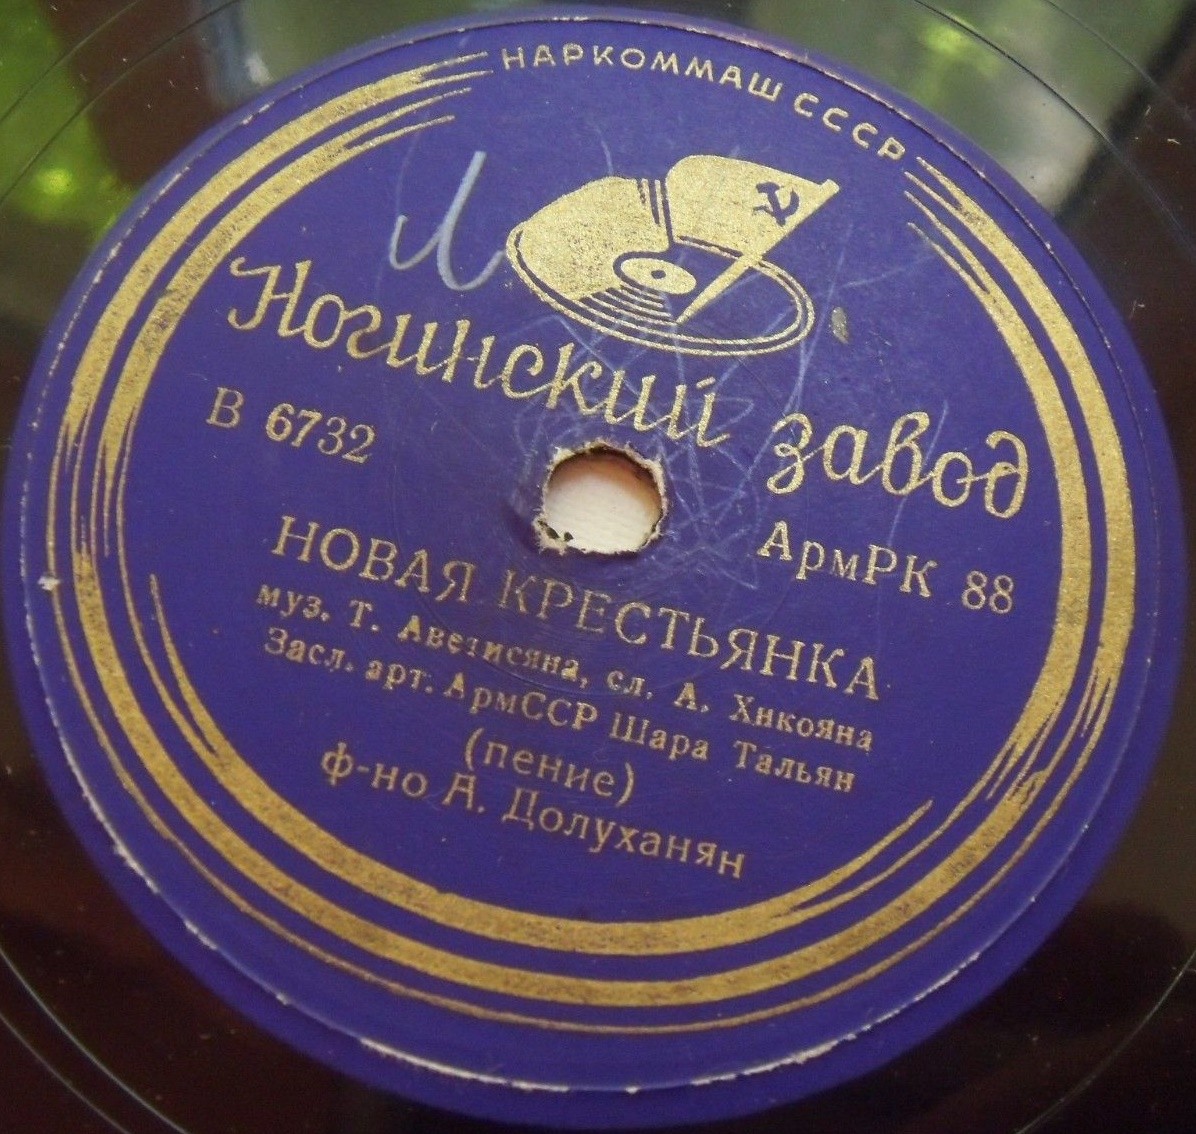 НАРКОММАШ СССР
Ногинский завод
В 6732
АрмРК 88
НОВАЯ КРЕСТЬЯНКА
муз. Т. Аветисяна, сл. А. Хикояна
Засл. арт. АрмССР Шара Тальян
(пение)
ф-но А. Долуханян